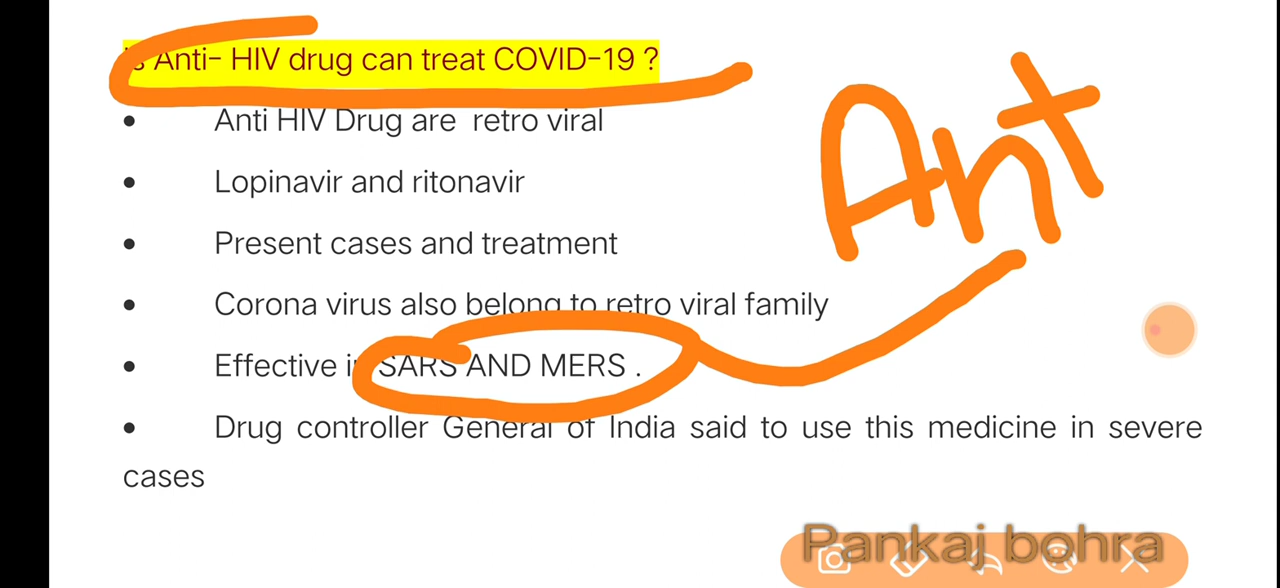 Is Anti- HIV drug can treat COVID-19 ?
• Anti HIV Drug are retro viral
• Lopinavir and ritonavir
• Present cases and treatment
• Corona virus also belong to retro viral family
• Effective in SARS AND MERS .
• Drug controller General of India said to use this medicine in severe
cases
Ant
Pankaj bohra